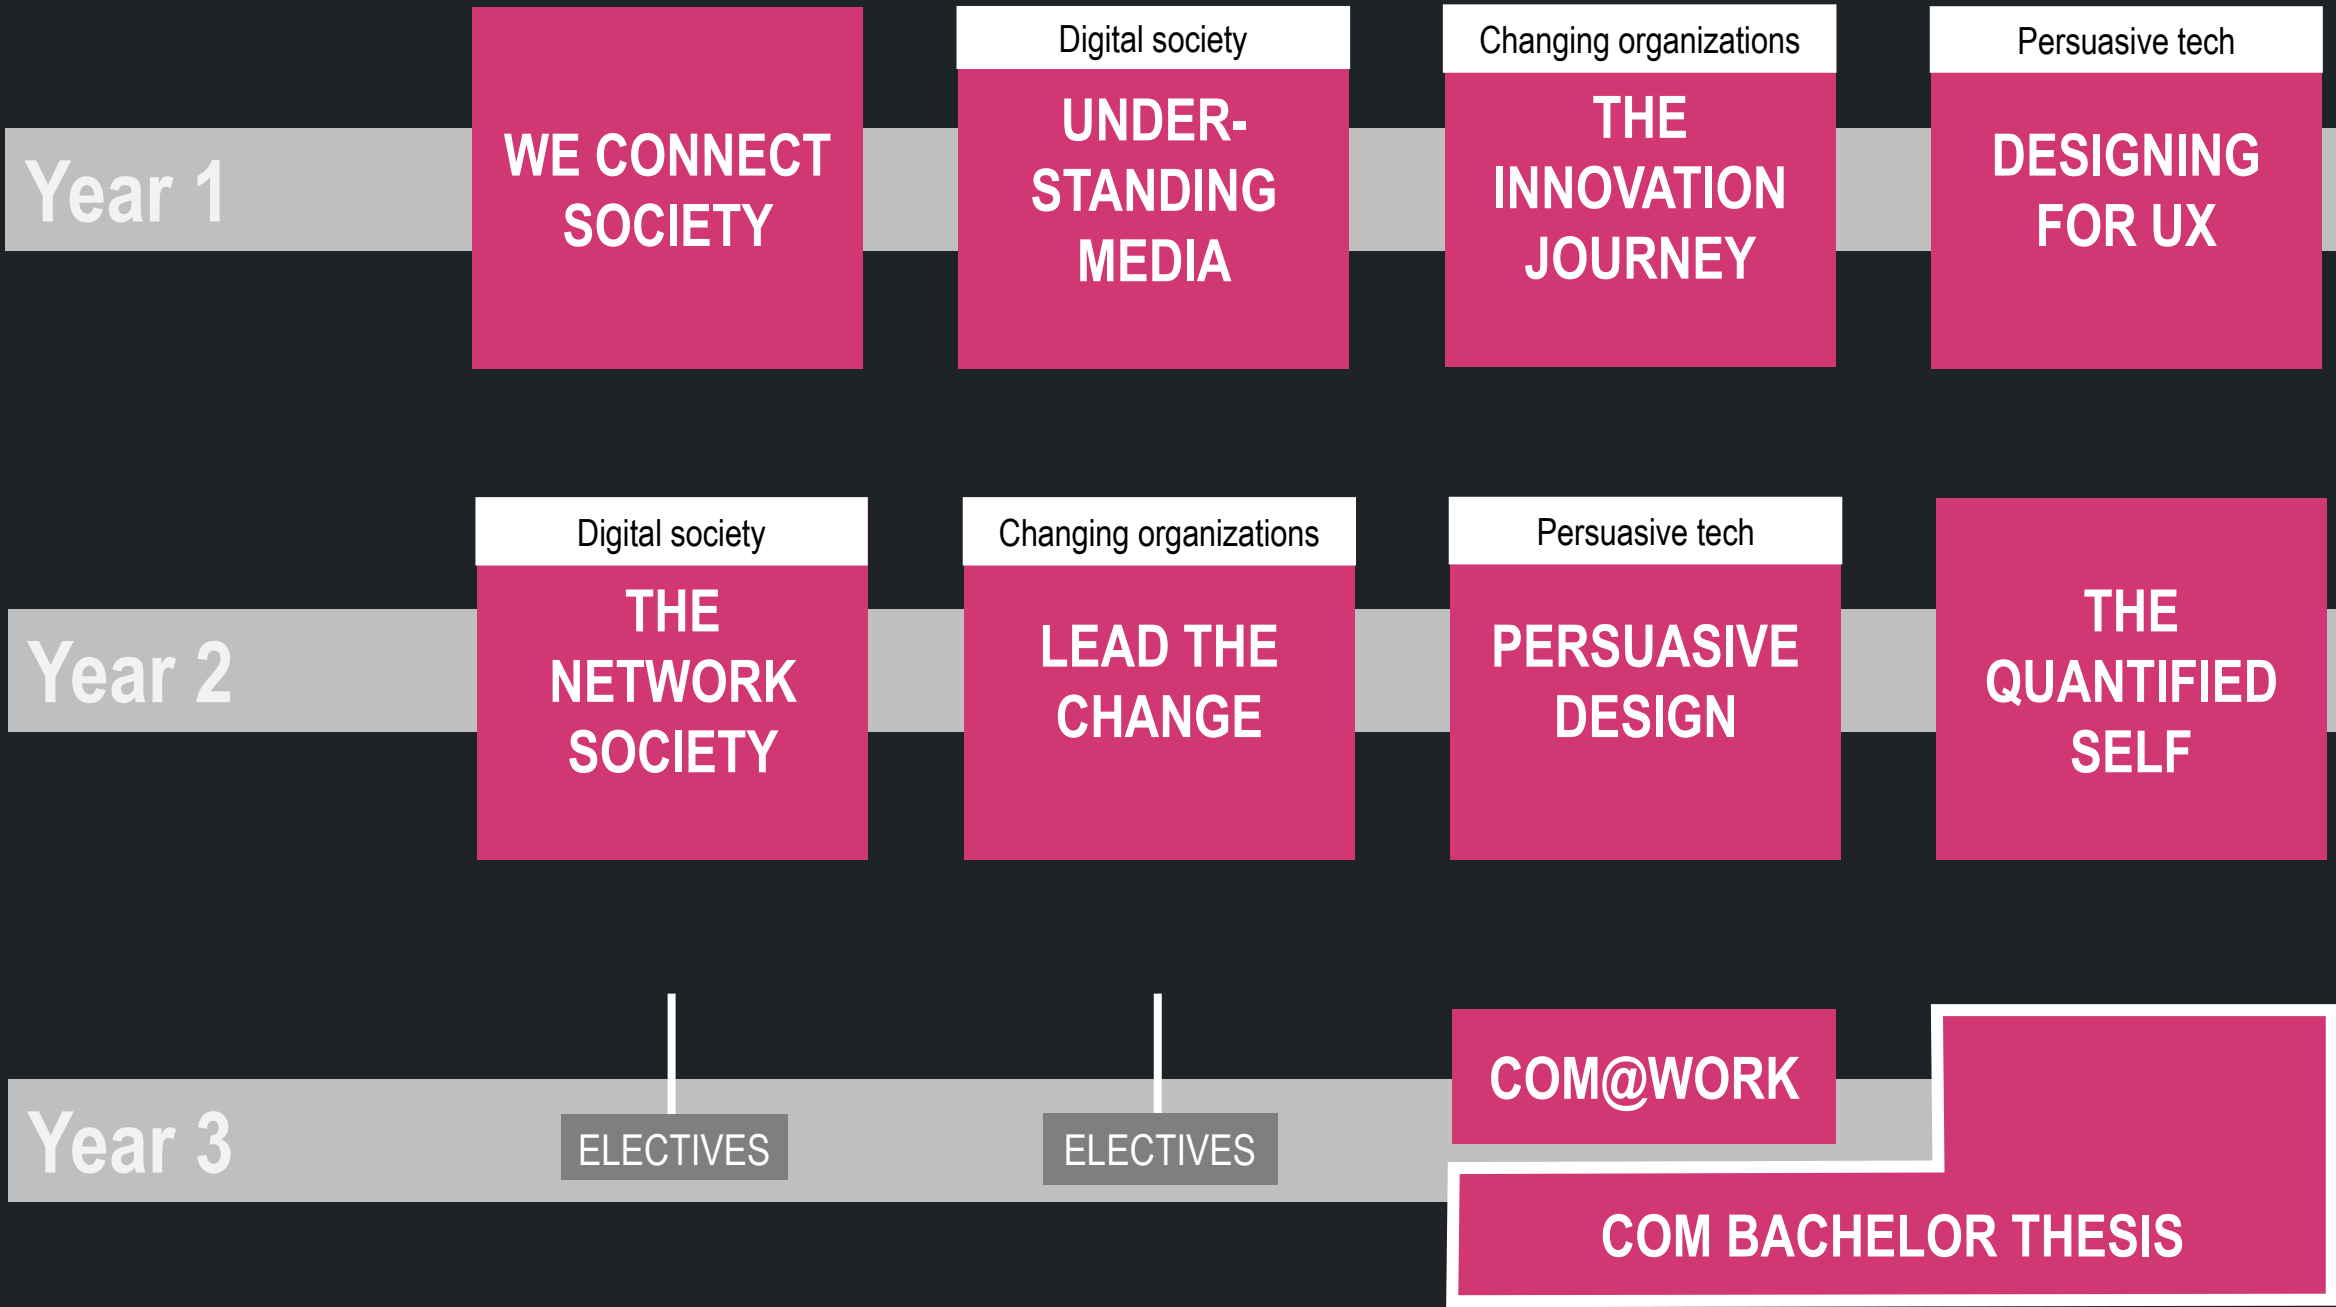 Year 1
WE CONNECT
SOCIETY
Digital society
UNDER-
STANDING
MEDIA
Changing organizations
THE
INNOVATION
JOURNEY
Persuasive tech
DESIGNING
FOR UX
Year 2
Digital society
THE
NETWORK
SOCIETY
Changing organizations
LEAD THE
CHANGE
Persuasive tech
PERSUASIVE
DESIGN
THE
QUANTIFIED
SELF
Year 3
ELECTIVES
ELECTIVES
COM@WORK
COM BACHELOR THESIS